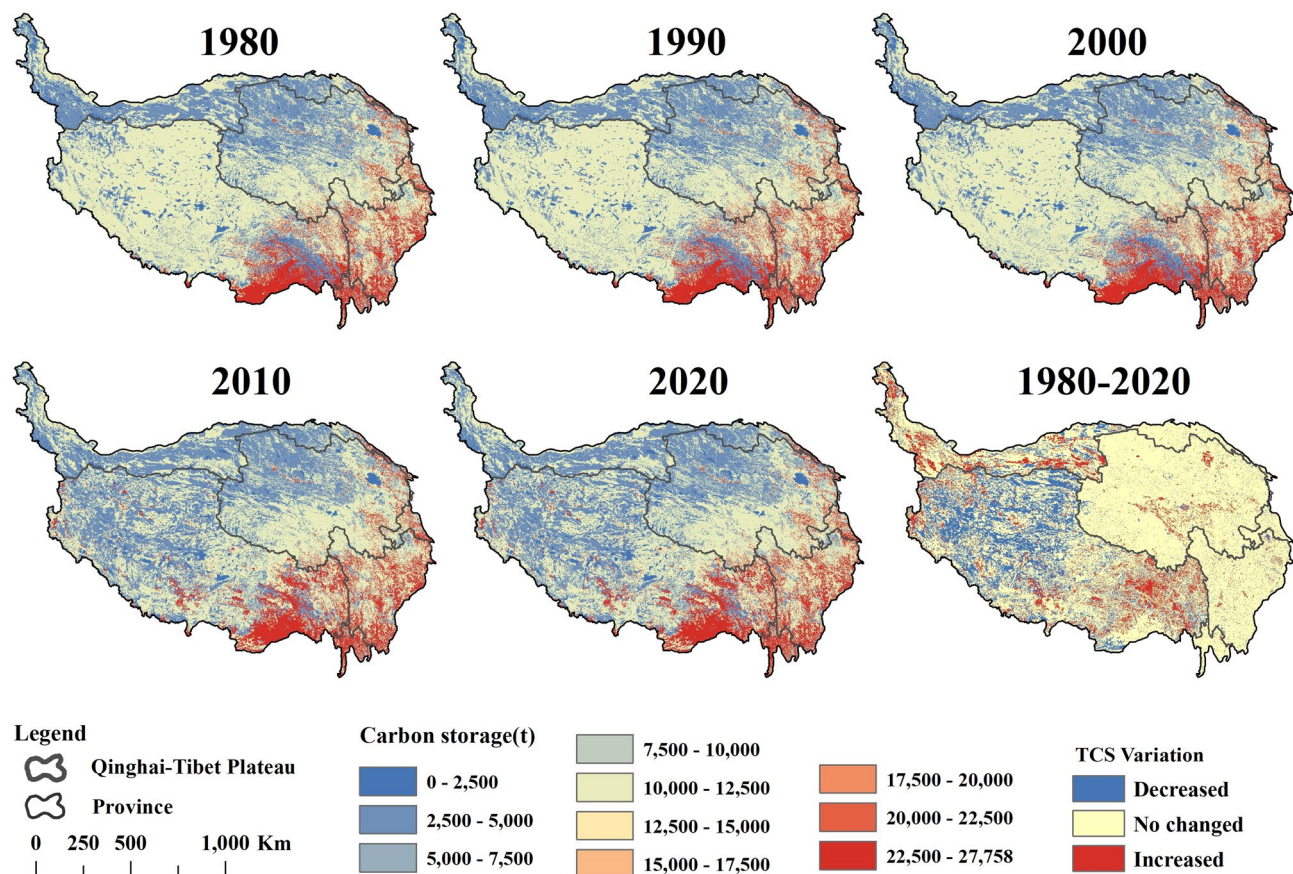 1980
1990
2000
2010
2020
1980-2020
Legend
Qinghai-Tibet Plateau
Province
0 250 500 1,000 Km
Carbon storage(t)
0 - 2,500
2,500 - 5,000
5,000 - 7,500
7,500 - 10,000
10,000 - 12,500
12,500 - 15,000
15,000 - 17,500
17,500 - 20,000
20,000 - 22,500
22,500 - 27,758
TCS Variation
Decreased
No changed
Increased